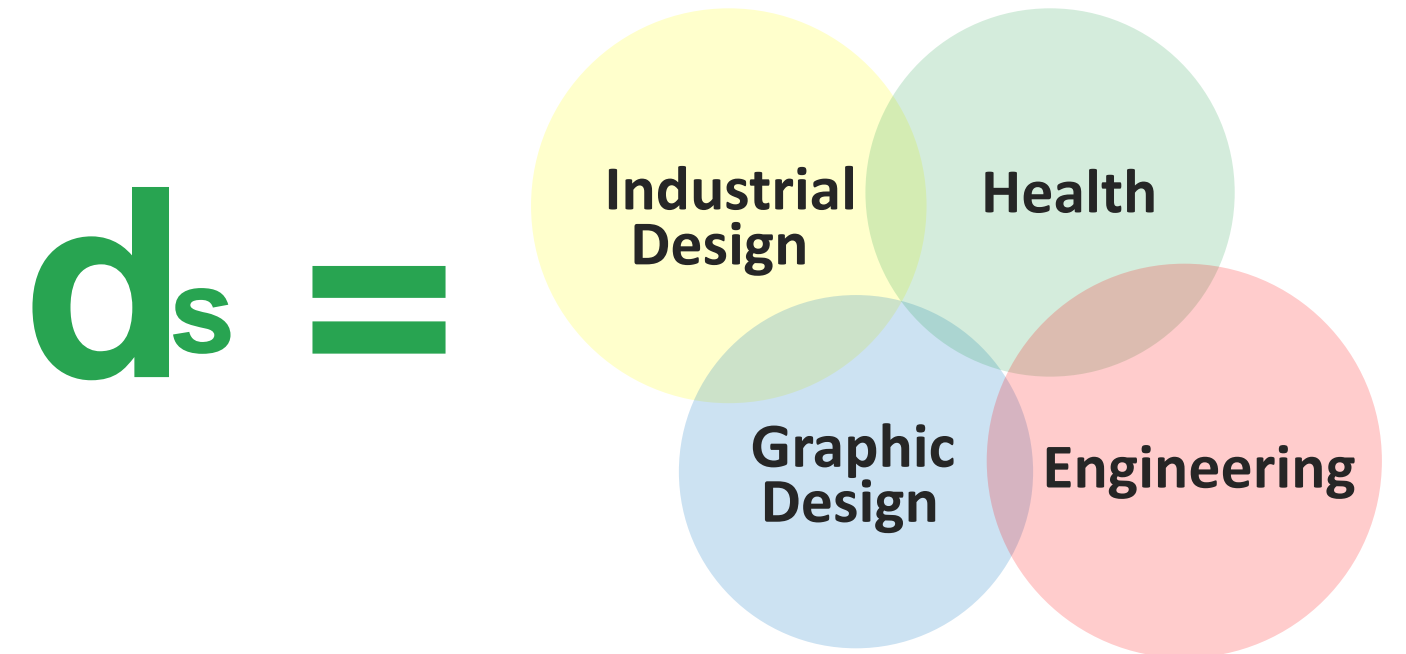 ds =
Industrial
Design
Health
Graphic
Design
Engineering